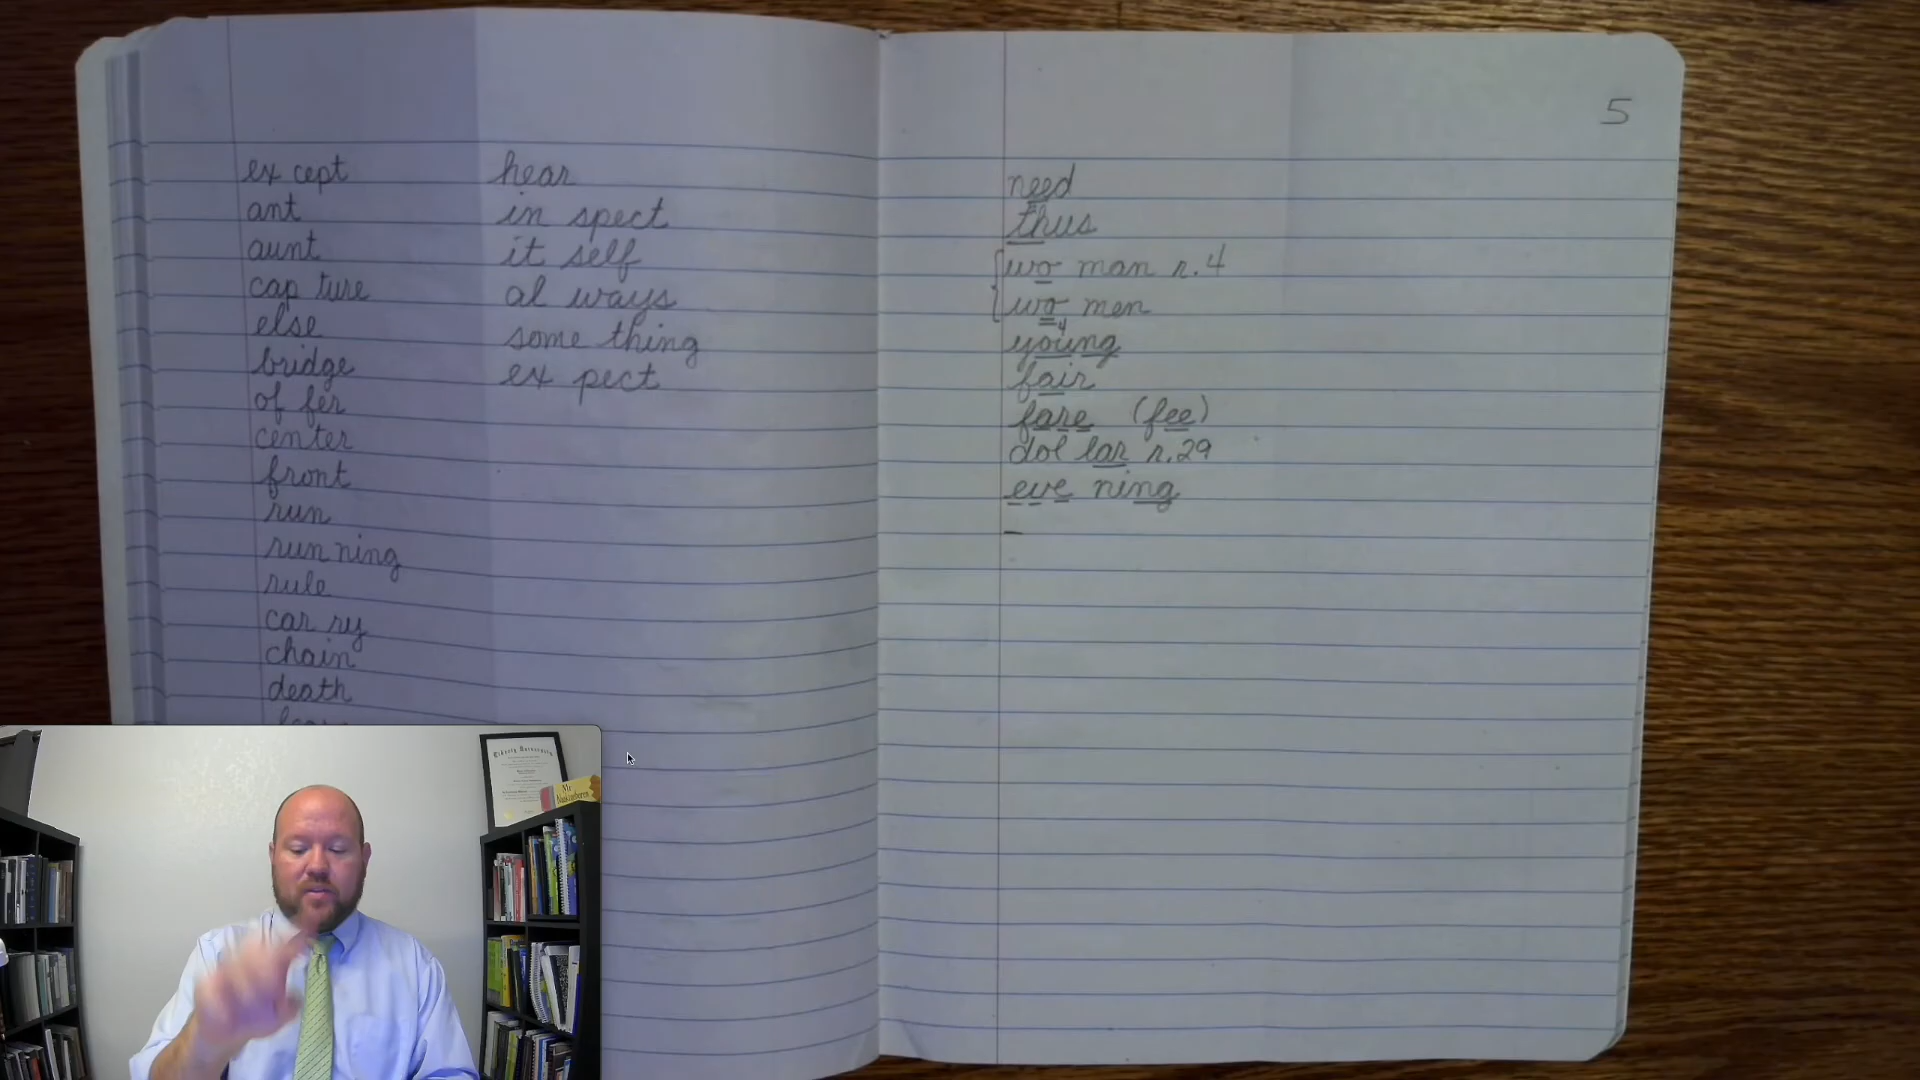 5
ex cept
ant
aunt
cap ture
else
bridge
of fer
center
front
run
run ning
rule
car ry
chain
death
hear
in spect
it self
al ways
some thing
ex pect
need
thus
wo man r.4
wo men
4
young
fair
fare (fee)
dol lar r.29
eve ning
Mr